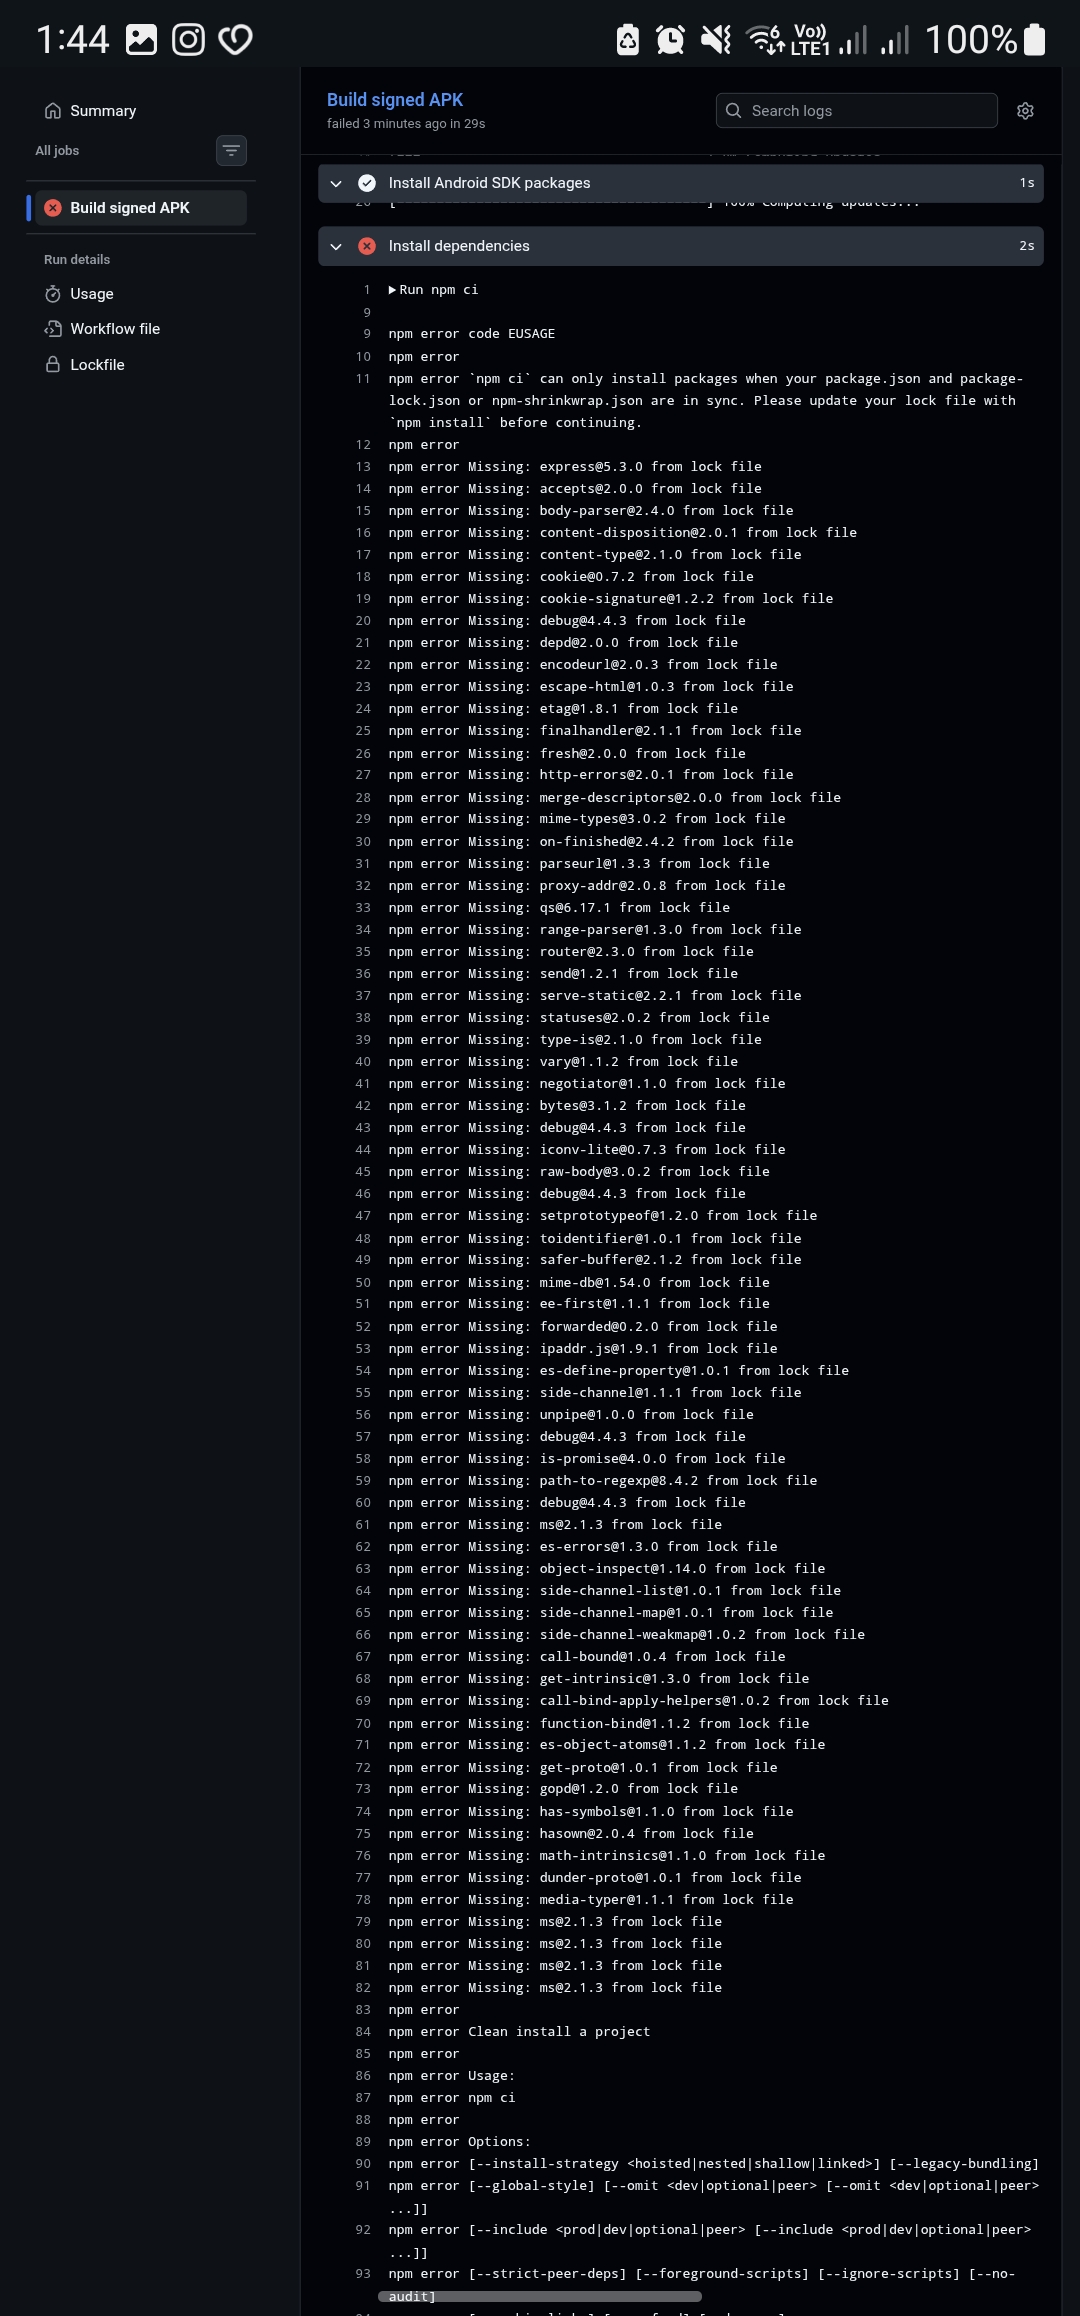 1:44
Vo))
LTE1
6
100%
Summary
All jobs
Build signed APK
Run details
Usage
Workflow file
Lockfile
Build signed APK
failed 3 minutes ago in 29s
Search logs
Install Android SDK packages 1s
Install dependencies 2s
1 Run npm ci
9
9 npm error code EUSAGE
10 npm error
11 npm error `npm ci` can only install packages when your package.json and package-
lock.json or npm-shrinkwrap.json are in sync. Please update your lock file with
`npm install` before continuing.
12 npm error
13 npm error Missing: express@5.3.0 from lock file
14 npm error Missing: accepts@2.0.0 from lock file
15 npm error Missing: body-parser@2.4.0 from lock file
16 npm error Missing: content-disposition@2.0.1 from lock file
17 npm error Missing: content-type@2.1.0 from lock file
18 npm error Missing: cookie@0.7.2 from lock file
19 npm error Missing: cookie-signature@1.2.2 from lock file
20 npm error Missing: debug@4.4.3 from lock file
21 npm error Missing: depd@2.0.0 from lock file
22 npm error Missing: encodeurl@2.0.3 from lock file
23 npm error Missing: escape-html@1.0.3 from lock file
24 npm error Missing: etag@1.8.1 from lock file
25 npm error Missing: finalhandler@2.1.1 from lock file
26 npm error Missing: fresh@2.0.0 from lock file
27 npm error Missing: http-errors@2.0.1 from lock file
28 npm error Missing: merge-descriptors@2.0.0 from lock file
29 npm error Missing: mime-types@3.0.2 from lock file
30 npm error Missing: on-finished@2.4.2 from lock file
31 npm error Missing: parseurl@1.3.3 from lock file
32 npm error Missing: proxy-addr@2.0.8 from lock file
33 npm error Missing: qs@6.17.1 from lock file
34 npm error Missing: range-parser@1.3.0 from lock file
35 npm error Missing: router@2.3.0 from lock file
36 npm error Missing: send@1.2.1 from lock file
37 npm error Missing: serve-static@2.2.1 from lock file
38 npm error Missing: statuses@2.0.2 from lock file
39 npm error Missing: type-is@2.1.0 from lock file
40 npm error Missing: vary@1.1.2 from lock file
41 npm error Missing: negotiator@1.1.0 from lock file
42 npm error Missing: bytes@3.1.2 from lock file
43 npm error Missing: debug@4.4.3 from lock file
44 npm error Missing: iconv-lite@0.7.3 from lock file
45 npm error Missing: raw-body@3.0.2 from lock file
46 npm error Missing: debug@4.4.3 from lock file
47 npm error Missing: setprototypeof@1.2.0 from lock file
48 npm error Missing: toidentifier@1.0.1 from lock file
49 npm error Missing: safer-buffer@2.1.2 from lock file
50 npm error Missing: mime-db@1.54.0 from lock file
51 npm error Missing: ee-first@1.1.1 from lock file
52 npm error Missing: forwarded@0.2.0 from lock file
53 npm error Missing: ipaddr.js@1.9.1 from lock file
54 npm error Missing: es-define-property@1.0.1 from lock file
55 npm error Missing: side-channel@1.1.1 from lock file
56 npm error Missing: unpipe@1.0.0 from lock file
57 npm error Missing: debug@4.4.3 from lock file
58 npm error Missing: is-promise@4.0.0 from lock file
59 npm error Missing: path-to-regexp@8.4.2 from lock file
60 npm error Missing: debug@4.4.3 from lock file
61 npm error Missing: ms@2.1.3 from lock file
62 npm error Missing: es-errors@1.3.0 from lock file
63 npm error Missing: object-inspect@1.14.0 from lock file
64 npm error Missing: side-channel-list@1.0.1 from lock file
65 npm error Missing: side-channel-map@1.0.1 from lock file
66 npm error Missing: side-channel-weakmap@1.0.2 from lock file
67 npm error Missing: call-bound@1.0.4 from lock file
68 npm error Missing: get-intrinsic@1.3.0 from lock file
69 npm error Missing: call-bind-apply-helpers@1.0.2 from lock file
70 npm error Missing: function-bind@1.1.2 from lock file
71 npm error Missing: es-object-atoms@1.1.2 from lock file
72 npm error Missing: get-proto@1.0.1 from lock file
73 npm error Missing: gopd@1.2.0 from lock file
74 npm error Missing: has-symbols@1.1.0 from lock file
75 npm error Missing: hasown@2.0.4 from lock file
76 npm error Missing: math-intrinsics@1.1.0 from lock file
77 npm error Missing: dunder-proto@1.0.1 from lock file
78 npm error Missing: media-typer@1.1.1 from lock file
79 npm error Missing: ms@2.1.3 from lock file
80 npm error Missing: ms@2.1.3 from lock file
81 npm error Missing: ms@2.1.3 from lock file
82 npm error Missing: ms@2.1.3 from lock file
83 npm error
84 npm error Clean install a project
85 npm error
86 npm error Usage:
87 npm error npm ci
88 npm error
89 npm error Options:
90 npm error [--install-strategy <hoisted|nested|shallow|linked>] [--legacy-bundling]
91 npm error [--global-style] [--omit <dev|optional|peer> [--omit <dev|optional|peer>
...]]
92 npm error [--include <prod|dev|optional|peer> [--include <prod|dev|optional|peer>
...]]
93 npm error [--strict-peer-deps] [--foreground-scripts] [--ignore-scripts] [--no-
audit]